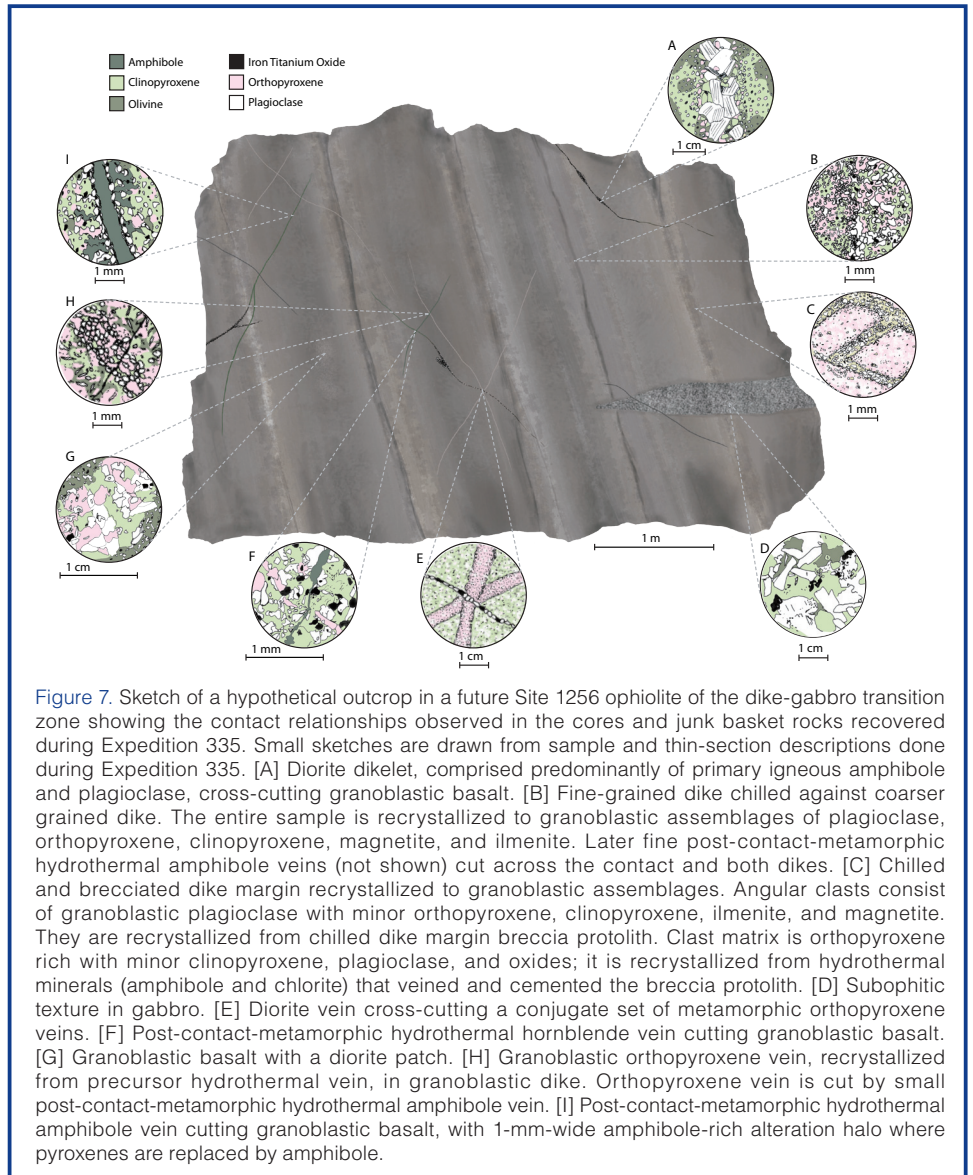 Amphibole
Clinopyroxene
Olivine
Iron Titanium Oxide
Orthopyroxene
Plagioclase
A
1 cm
B
1 mm
C
1 mm
D
1 cm
E
1 cm
F
1 mm
G
1 cm
H
1 mm
I
1 mm
1 m
Figure 7. Sketch of a hypothetical outcrop in a future Site 1256 ophiolite of the dike-gabbro transition
zone showing the contact relationships observed in the cores and junk basket rocks recovered
during Expedition 335. Small sketches are drawn from sample and thin-section descriptions done
during Expedition 335. [A] Diorite dikelet, comprised predominantly of primary igneous amphibole
and plagioclase, cross-cutting granoblastic basalt. [B] Fine-grained dike chilled against coarser
grained dike. The entire sample is recrystallized to granoblastic assemblages of plagioclase,
orthopyroxene, clinopyroxene, magnetite, and ilmenite. Later fine post-contact-metamorphic
hydrothermal amphibole veins (not shown) cut across the contact and both dikes. [C] Chilled
and brecciated dike margin recrystallized to granoblastic assemblages. Angular clasts consist
of granoblastic plagioclase with minor orthopyroxene, clinopyroxene, ilmenite, and magnetite.
They are recrystallized from chilled dike margin breccia protolith. Clast matrix is orthopyroxene
rich with minor clinopyroxene, plagioclase, and oxides; it is recrystallized from hydrothermal
minerals (amphibole and chlorite) that veined and cemented the breccia protolith. [D] Subophitic
texture in gabbro. [E] Diorite vein cross-cutting a conjugate set of metamorphic orthopyroxene
veins. [F] Post-contact-metamorphic hydrothermal hornblende vein cutting granoblastic basalt.
[G] Granoblastic basalt with a diorite patch. [H] Granoblastic orthopyroxene vein, recrystallized
from precursor hydrothermal vein, in granoblastic dike. Orthopyroxene vein is cut by small
post-contact-metamorphic hydrothermal amphibole vein. [I] Post-contact-metamorphic hydrothermal
amphibole vein cutting granoblastic basalt, with 1-mm-wide amphibole-rich alteration halo where
pyroxenes are replaced by amphibole.